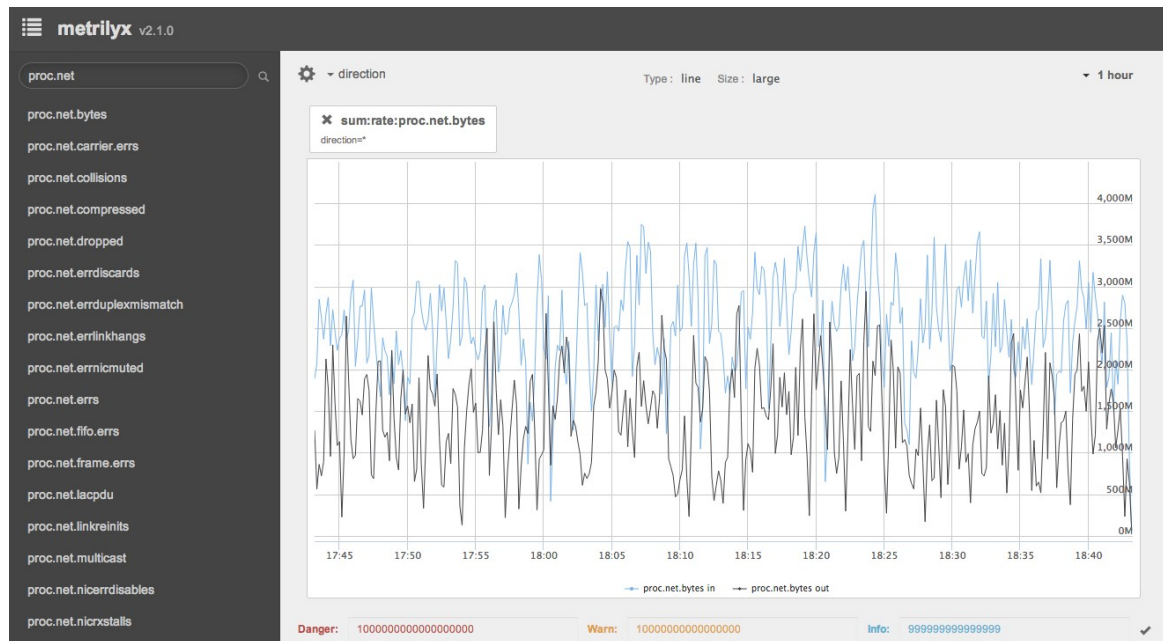 metrilyx v2.1.0
proc.net
proc.net.bytes
proc.net.carrier.errs
proc.net.collisions
proc.net.compressed
proc.net.dropped
proc.net.errdiscards
proc.net.errduplexmismatch
proc.net.errlinkhangs
proc.net.errnicmuted
proc.net.errs
proc.net.fifo.errs
proc.net.frame.errs
proc.net.lacpdu
proc.net.linkreinits
proc.net.multicast
proc.net.nicerrdisables
proc.net.nicrxstalls
direction Type : line Size : large 1 hour
sum:rate:proc.net.bytes
direction=*
4,000M
3,500M
3,000M
2,500M
2,000M
1,500M
1,000M
500M
0M
17:45 17:50 17:55 18:00 18:05 18:10 18:15 18:20 18:25 18:30 18:35 18:40
proc.net.bytes in proc.net.bytes out
Danger: 1000000000000000000 Warn: 10000000000000000 Info: 999999999999999